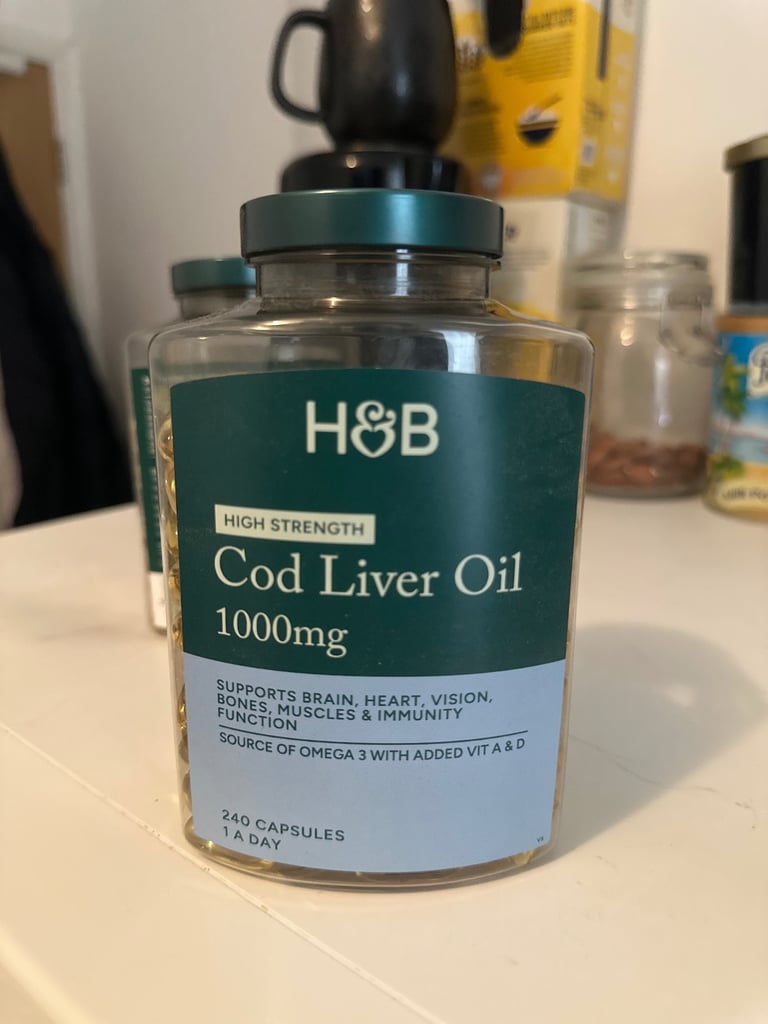 H&B
HIGH STRENGTH
Cod Liver Oil
1000mg
SUPPORTS BRAIN, HEART, VISION,
BONES, MUSCLES & IMMUNITY
FUNCTION
SOURCE OF OMEGA 3 WITH ADDED VIT A & D
240 CAPSULES
1 A DAY